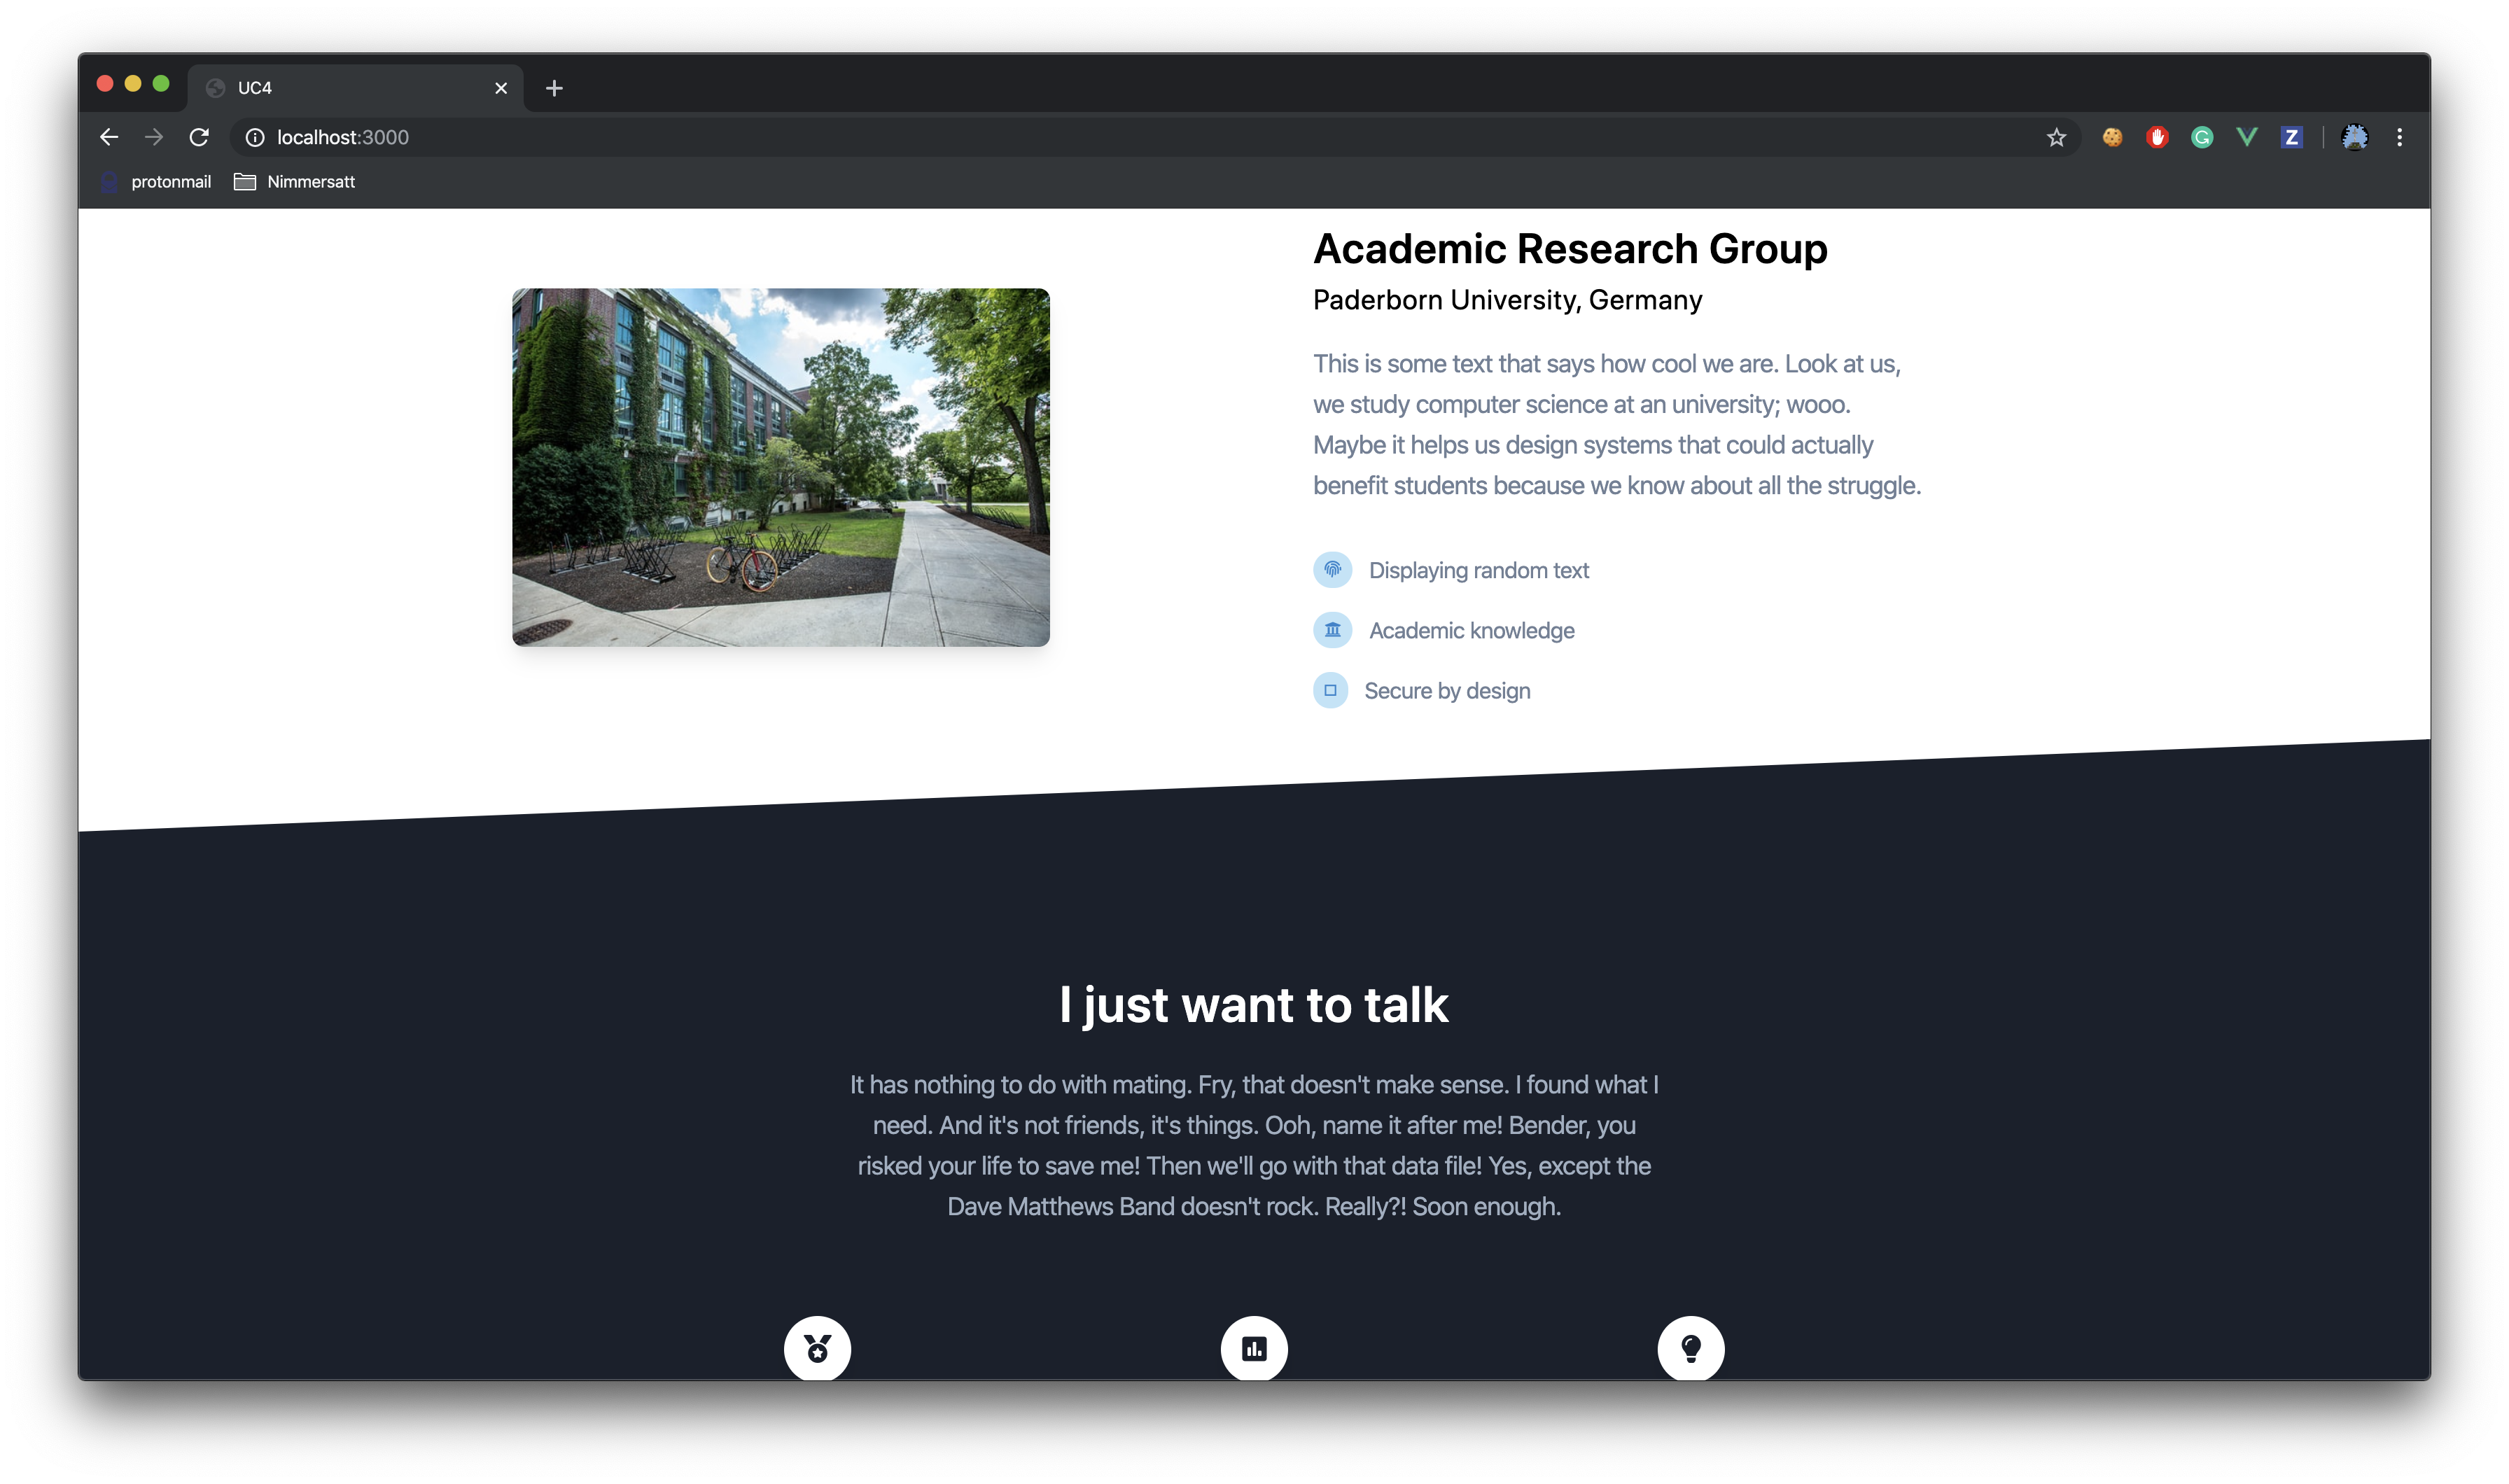 UC4
localhost:3000
protonmail
Nimmersatt
Academic Research Group
Paderborn University, Germany
This is some text that says how cool we are. Look at us,
we study computer science at an university; wooo.
Maybe it helps us design systems that could actually
benefit students because we know about all the struggle.
Displaying random text
Academic knowledge
Secure by design
I just want to talk
It has nothing to do with mating. Fry, that doesn't make sense. I found what I
need. And it's not friends, it's things. Ooh, name it after me! Bender, you
risked your life to save me! Then we'll go with that data file! Yes, except the
Dave Matthews Band doesn't rock. Really?! Soon enough.